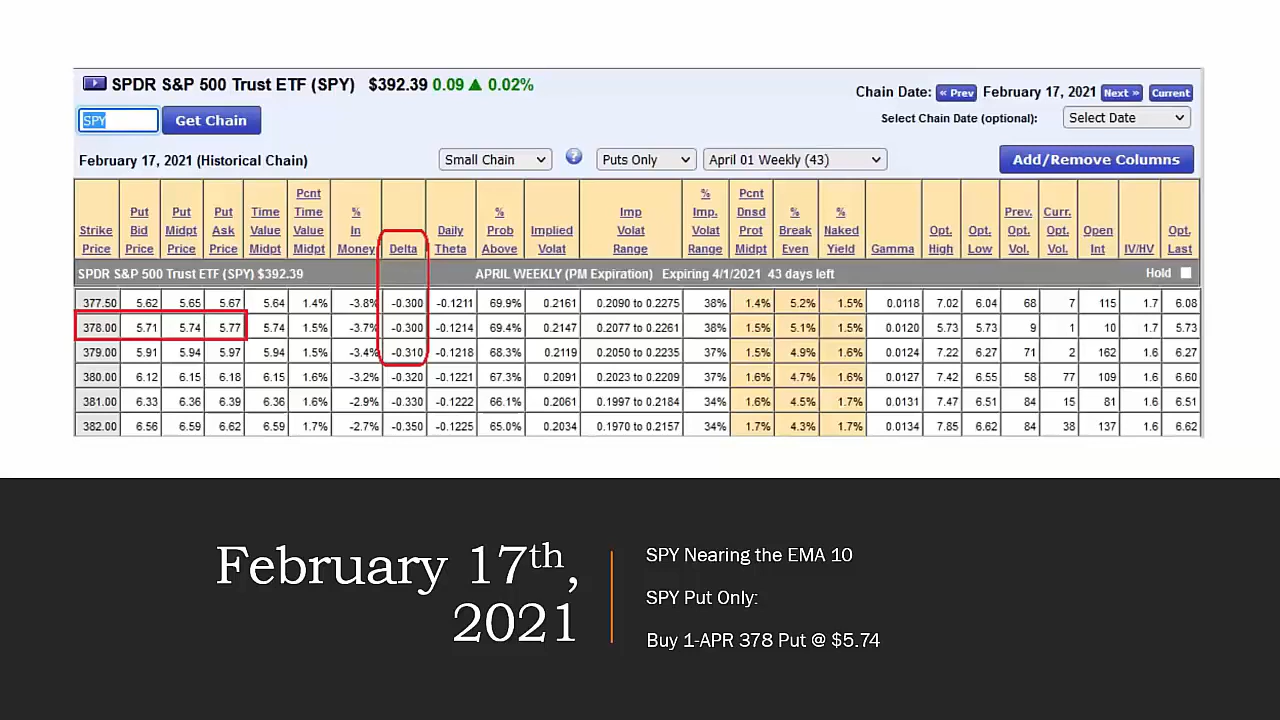 SPDR S&P 500 Trust ETF (SPY) $392.39 0.09 ▲ 0.02%
Chain Date: « Prev February 17, 2021 Next » Current
SPY Get Chain
Select Chain Date (optional): Select Date
February 17, 2021 (Historical Chain) Small Chain ? Puts Only April 01 Weekly (43) Add/Remove Columns
Strike Price Put Bid Price Put Midpt Price Put Ask Price Time Value Midpt Pcnt Time Value Midpt % In Money Delta Daily Theta % Prob Above Implied Volat Imp Volat Range % Imp. Volat Range Pcnt Dnsd Prot Midpt % Break Even % Naked Yield Gamma Opt. High Opt. Low Prev. Opt. Vol. Curr. Opt. Vol. Open Int IV/HV Opt. Last
SPDR S&P 500 Trust ETF (SPY) $392.39 APRIL WEEKLY (PM Expiration) Expiring 4/1/2021 43 days left Hold
377.50 5.62 5.65 5.67 5.64 1.4% -3.8% -0.300 -0.1211 69.9% 0.2161 0.2090 to 0.2275 38% 1.4% 5.2% 1.5% 0.0118 7.02 6.04 68 7 115 1.7 6.08
378.00 5.71 5.74 5.77 5.74 1.5% -3.7% -0.300 -0.1214 69.4% 0.2147 0.2077 to 0.2261 38% 1.5% 5.1% 1.5% 0.0120 5.73 5.73 9 1 10 1.7 5.73
379.00 5.91 5.94 5.97 5.94 1.5% -3.4% -0.310 -0.1218 68.3% 0.2119 0.2050 to 0.2235 37% 1.5% 4.9% 1.6% 0.0124 7.22 6.27 71 2 162 1.6 6.27
380.00 6.12 6.15 6.18 6.15 1.6% -3.2% -0.320 -0.1221 67.3% 0.2091 0.2023 to 0.2209 37% 1.6% 4.7% 1.6% 0.0127 7.42 6.55 58 77 109 1.6 6.60
381.00 6.33 6.36 6.39 6.36 1.6% -2.9% -0.330 -0.1222 66.1% 0.2061 0.1997 to 0.2184 34% 1.6% 4.5% 1.7% 0.0131 7.47 6.51 84 15 81 1.6 6.51
382.00 6.56 6.59 6.62 6.59 1.7% -2.7% -0.350 -0.1225 65.0% 0.2034 0.1970 to 0.2157 34% 1.7% 4.3% 1.7% 0.0134 7.85 6.62 84 38 137 1.6 6.62
February 17th,
2021
SPY Nearing the EMA 10
SPY Put Only:
Buy 1-APR 378 Put @ $5.74